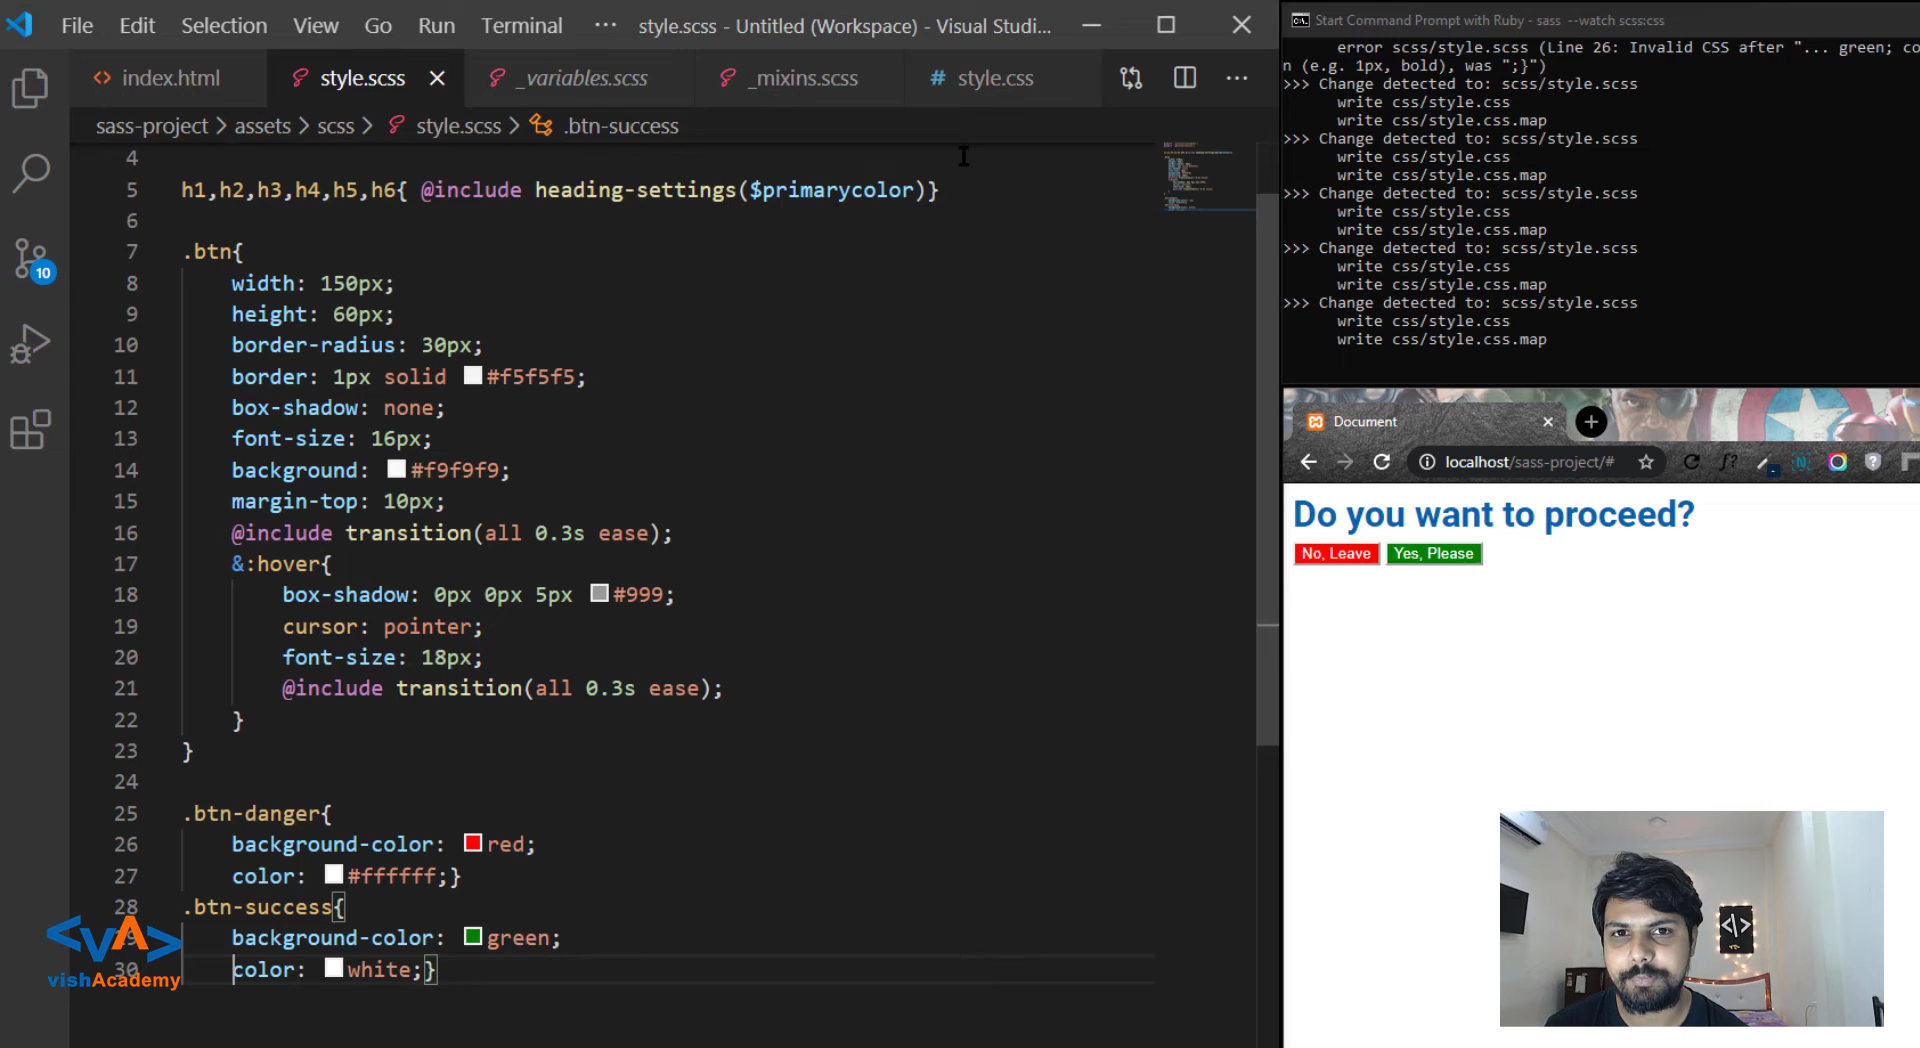 File Edit Selection View Go Run Terminal ··· style.scss - Untitled (Workspace) - Visual Studi...
index.html style.scss _variables.scss _mixins.scss # style.css
sass-project > assets > scss > style.scss > .btn-success
10
4
5 h1,h2,h3,h4,h5,h6{ @include heading-settings($primarycolor)}
6
7 .btn{
8 width: 150px;
9 height: 60px;
10 border-radius: 30px;
11 border: 1px solid #f5f5f5;
12 box-shadow: none;
13 font-size: 16px;
14 background: #f9f9f9;
15 margin-top: 10px;
16 @include transition(all 0.3s ease);
17 &:hover{
18 box-shadow: 0px 0px 5px #999;
19 cursor: pointer;
20 font-size: 18px;
21 @include transition(all 0.3s ease);
22 }
23 }
24
25 .btn-danger{
26 background-color: red;
27 color: #ffffff;}
28 .btn-success{
background-color: green;
30 color: white;}
<VA>
vishAcademy
Start Command Prompt with Ruby - sass --watch scss:css
error scss/style.scss (Line 26: Invalid CSS after "... green; co
n (e.g. 1px, bold), was ";}")
>>> Change detected to: scss/style.scss
write css/style.css
write css/style.css.map
>>> Change detected to: scss/style.scss
write css/style.css
write css/style.css.map
>>> Change detected to: scss/style.scss
write css/style.css
write css/style.css.map
>>> Change detected to: scss/style.scss
write css/style.css
write css/style.css.map
>>> Change detected to: scss/style.scss
write css/style.css
write css/style.css.map
Document
localhost/sass-project/#
Do you want to proceed?
No, Leave Yes, Please